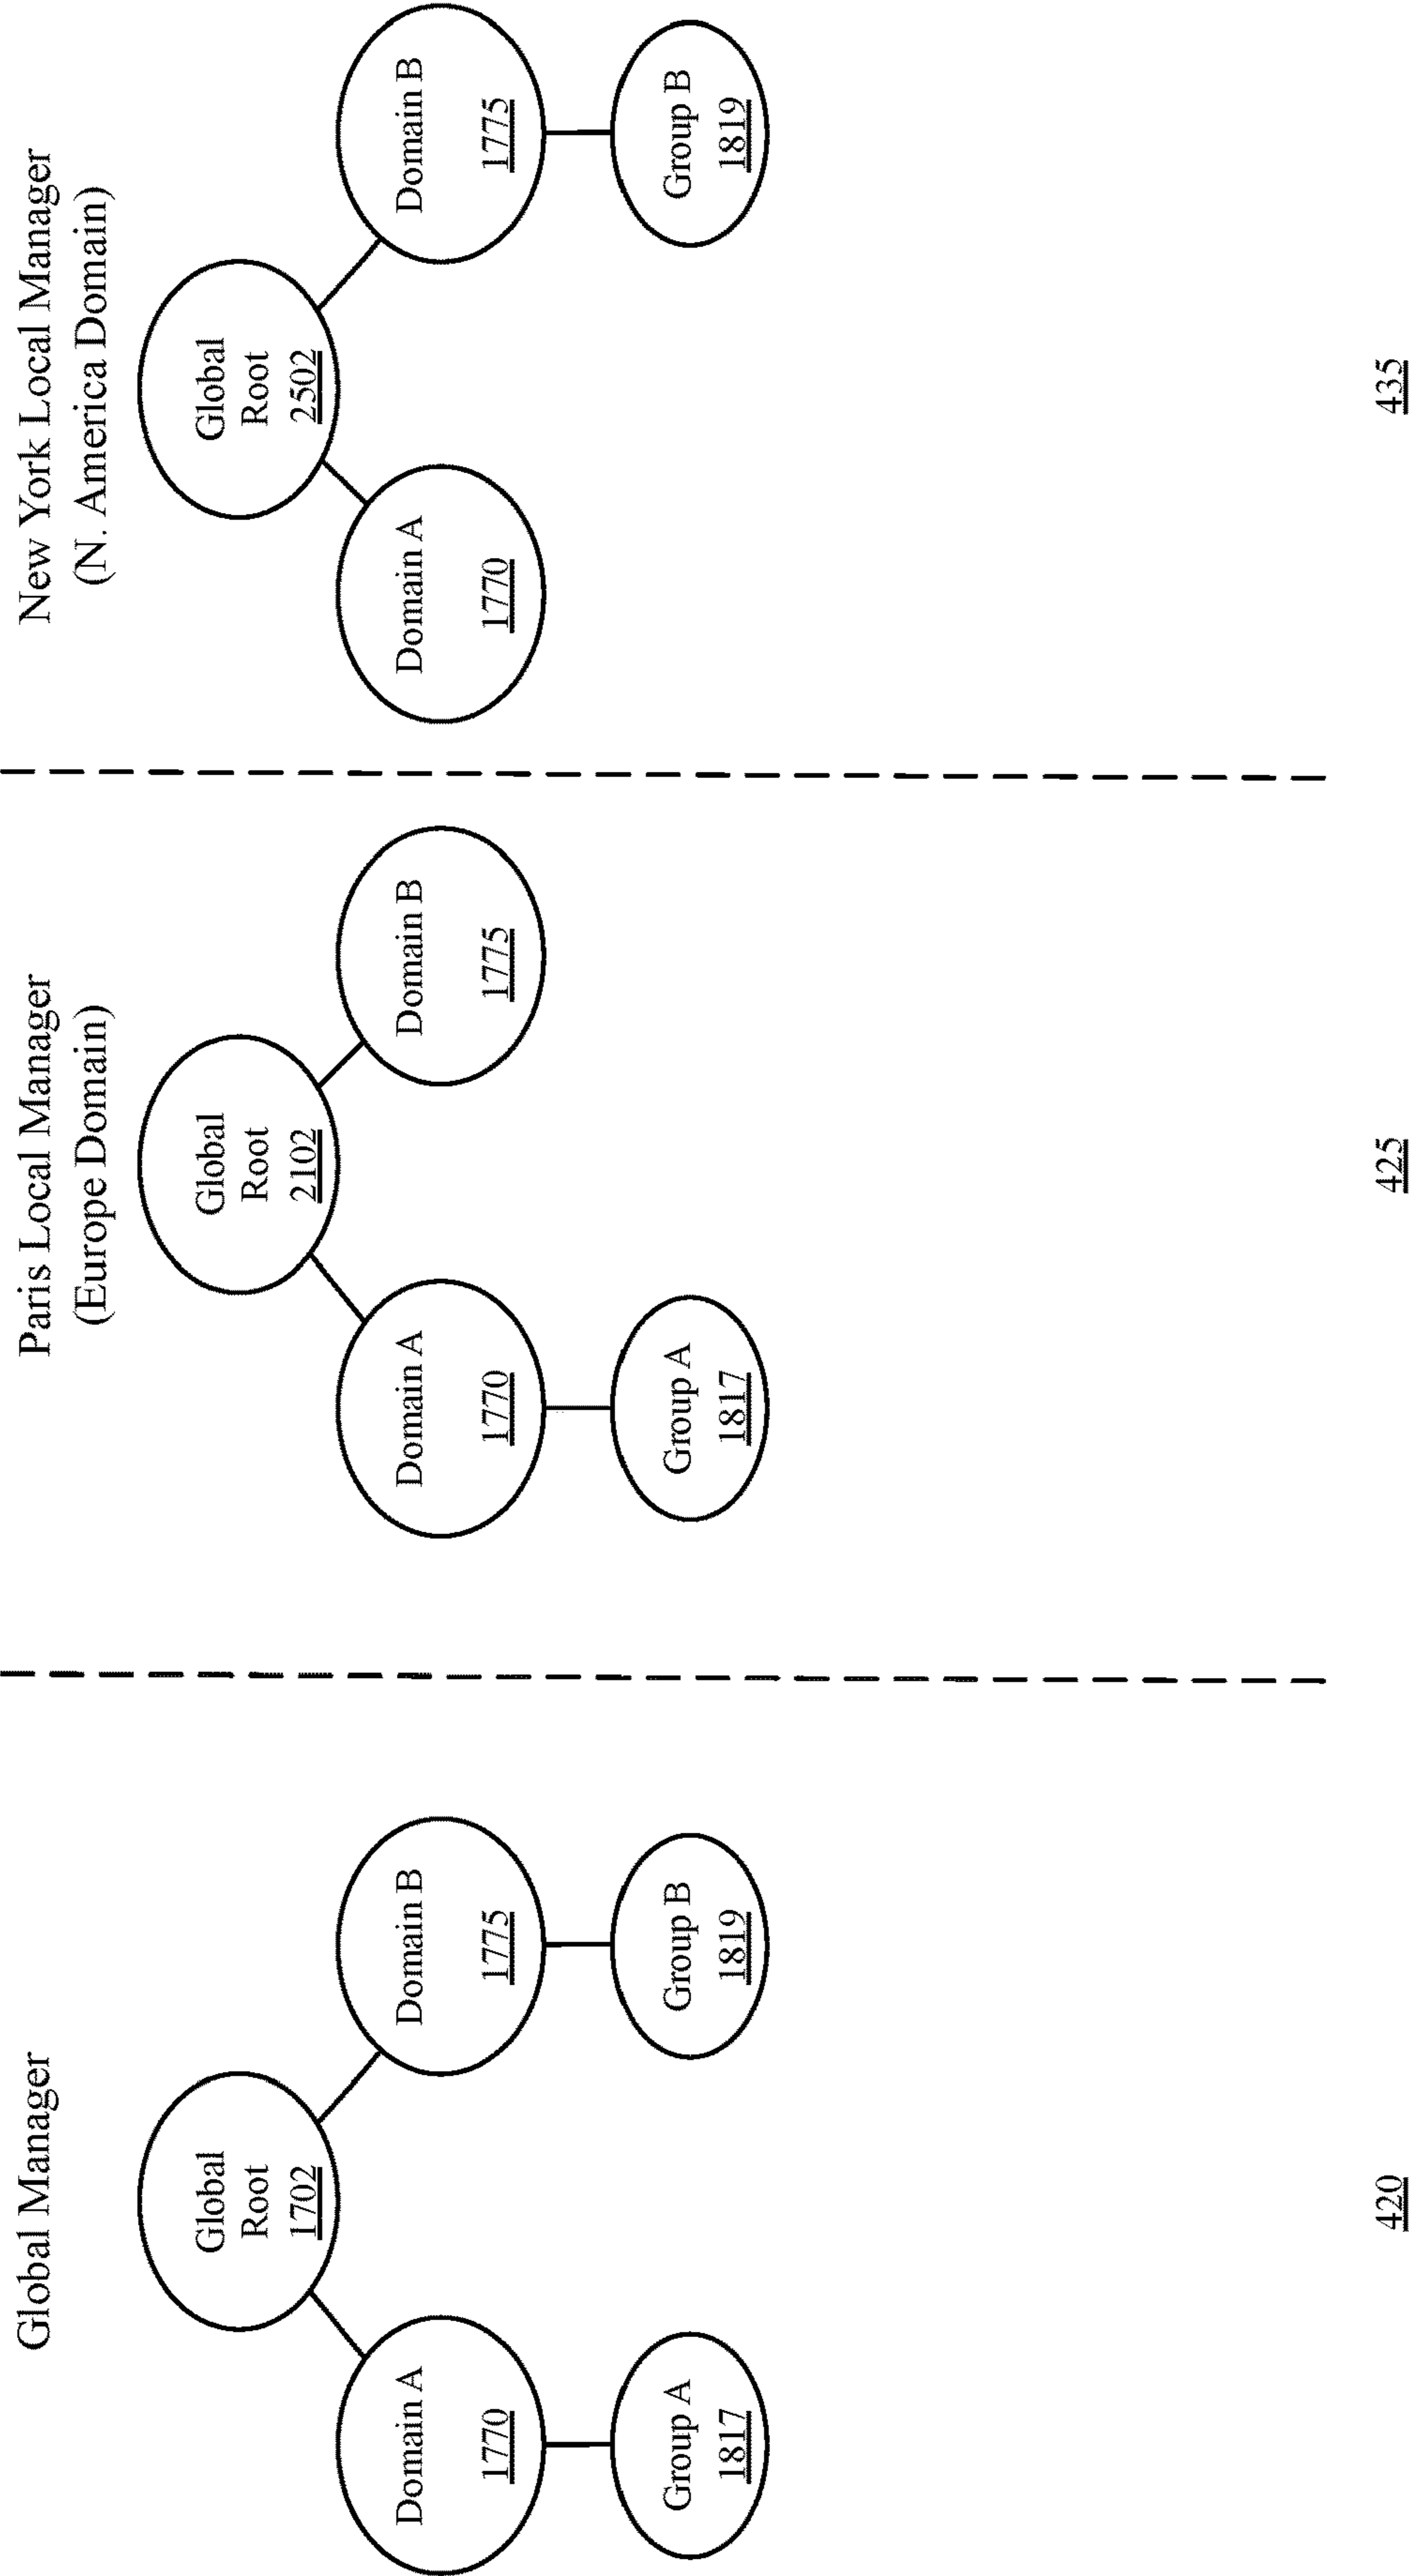 Global Manager
Global
Root
1702
Domain A
1770
Domain B
1775
Group A
1817
Group B
1819
420
Paris Local Manager
(Europe Domain)
Global
Root
2102
Domain A
1770
Domain B
1775
Group A
1817
425
New York Local Manager
(N. America Domain)
Global
Root
2502
Domain A
1770
Domain B
1775
Group B
1819
435